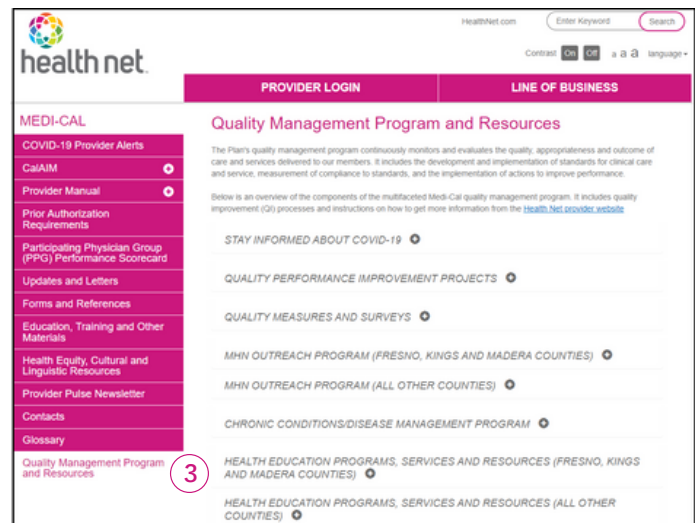 HealthNet.com
Enter Keyword
Search
health net.
Contrast On Off a a a language
PROVIDER LOGIN
LINE OF BUSINESS
MEDI-CAL
COVID-19 Provider Alerts
CalAIM
Provider Manual
Prior Authorization
Requirements
Participating Physician Group
(PPG) Performance Scorecard
Updates and Letters
Forms and References
Education, Training and Other
Materials
Health Equity, Cultural and
Linguistic Resources
Provider Pulse Newsletter
Contacts
Glossary
Quality Management Program
and Resources
3
Quality Management Program and Resources
The Plan's quality management program continuously monitors and evaluates the quality, appropriateness and outcome of
care and services delivered to our members. It includes the development and implementation of standards for clinical care
and service, measurement of compliance to standards, and the implementation of actions to improve performance.
Below is an overview of the components of the multifaceted Medi-Cal quality management program. It includes quality
improvement (QI) processes and instructions on how to get more information from the Health Net provider website
STAY INFORMED ABOUT COVID-19
QUALITY PERFORMANCE IMPROVEMENT PROJECTS
QUALITY MEASURES AND SURVEYS
MHN OUTREACH PROGRAM (FRESNO, KINGS AND MADERA COUNTIES)
MHN OUTREACH PROGRAM (ALL OTHER COUNTIES)
CHRONIC CONDITIONS/DISEASE MANAGEMENT PROGRAM
HEALTH EDUCATION PROGRAMS, SERVICES AND RESOURCES (FRESNO, KINGS
AND MADERA COUNTIES)
HEALTH EDUCATION PROGRAMS, SERVICES AND RESOURCES (ALL OTHER
COUNTIES)